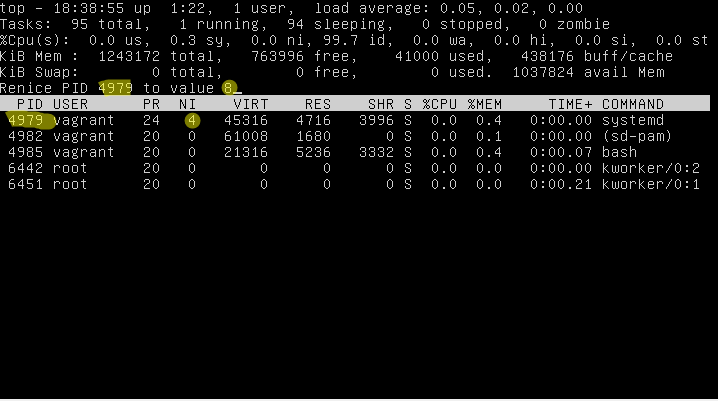 top - 18:38:55 up  1:22,  1 user,  load average: 0.05, 0.02, 0.00
Tasks:  95 total,   1 running,  94 sleeping,   0 stopped,   0 zombie
%Cpu(s):  0.0 us,  0.3 sy,  0.0 ni, 99.7 id,  0.0 wa,  0.0 hi,  0.0 si,  0.0 st
KiB Mem :  1243172 total,   763996 free,    41000 used,   438176 buff/cache
KiB Swap:        0 total,        0 free,        0 used.  1037824 avail Mem
Renice PID 4979 to value 8_
  PID USER      PR  NI    VIRT    RES    SHR S %CPU %MEM     TIME+ COMMAND
 4979 vagrant   24   4   45316   4716   3996 S  0.0  0.4   0:00.00 systemd
 4982 vagrant   20   0   61008   1680      0 S  0.0  0.1   0:00.00 (sd-pam)
 4985 vagrant   20   0   21316   5236   3332 S  0.0  0.4   0:00.07 bash
 6442 root      20   0       0      0      0 S  0.0  0.0   0:00.00 kworker/0:2
 6451 root      20   0       0      0      0 S  0.0  0.0   0:00.21 kworker/0:1